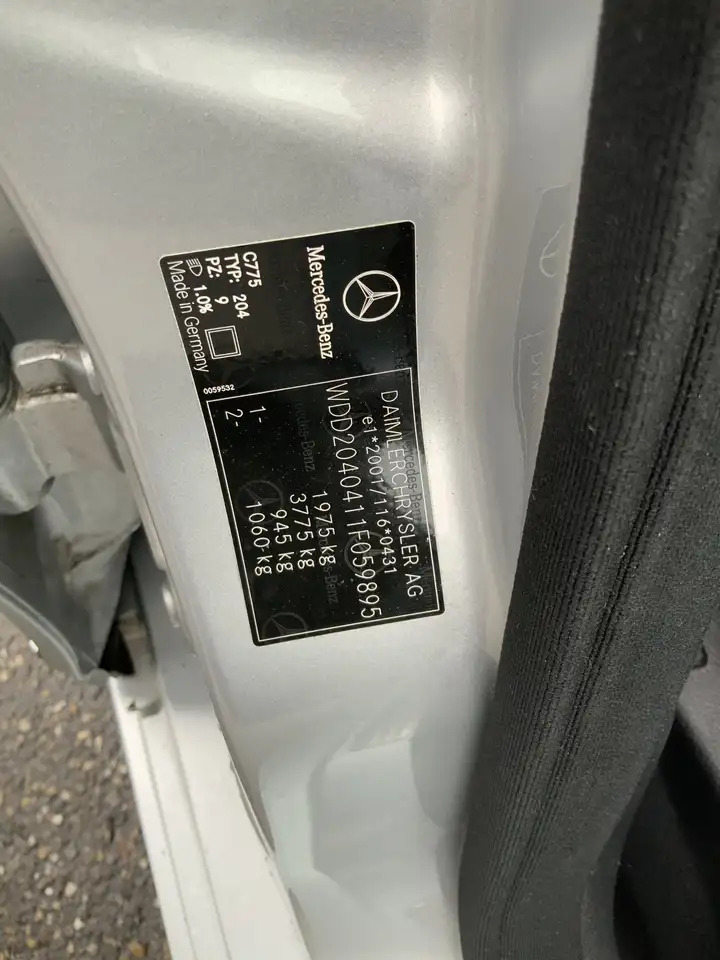 Mercedes-Benz
C775
TYP: 204
PZ: 9
1.0%
Made in Germany
0059532
DAIMLERCHRYSLER AG
e1*2001/116*0431
WDD2040411F059895
1975 kg
3775 kg
1- 945 kg
2- 1060 kg